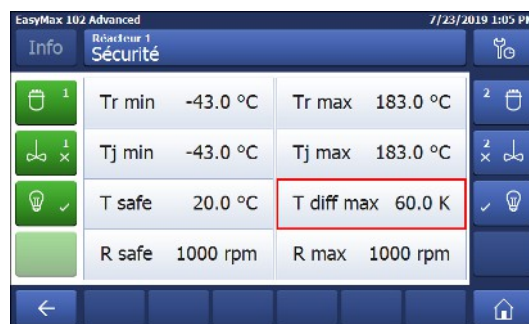 EasyMax 102 Advanced 7/23/2019 1:05 P
Info Réacteur 1
Sécurité
1 Tr min -43.0 °C Tr max 183.0 °C 2
1 Tj min -43.0 °C Tj max 183.0 °C 2
T safe 20.0 °C T diff max 60.0 K
R safe 1000 rpm R max 1000 rpm